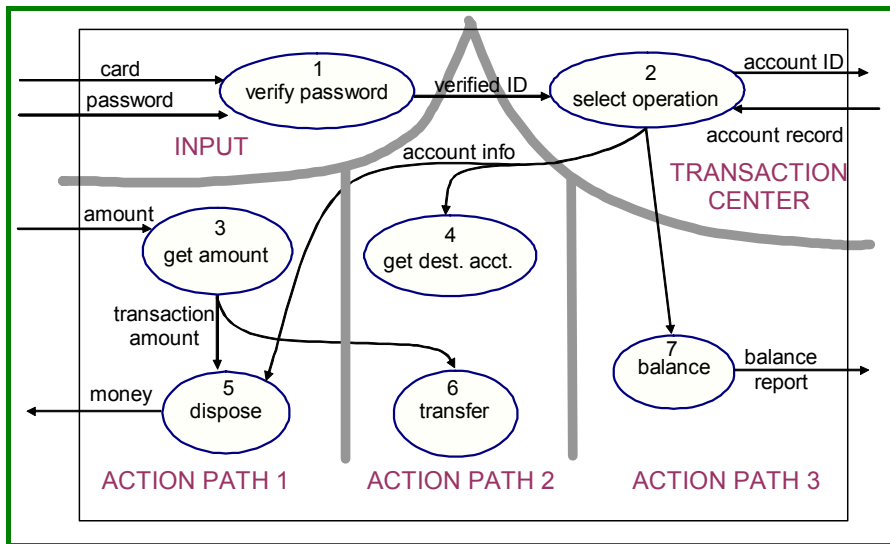 card
password
1
verify password
verified ID
2
select operation
account ID
account record
INPUT
account info
TRANSACTION
CENTER
amount
3
get amount
4
get dest. acct.
transaction
amount
money
5
dispose
6
transfer
7
balance
balance
report
ACTION PATH 1
ACTION PATH 2
ACTION PATH 3